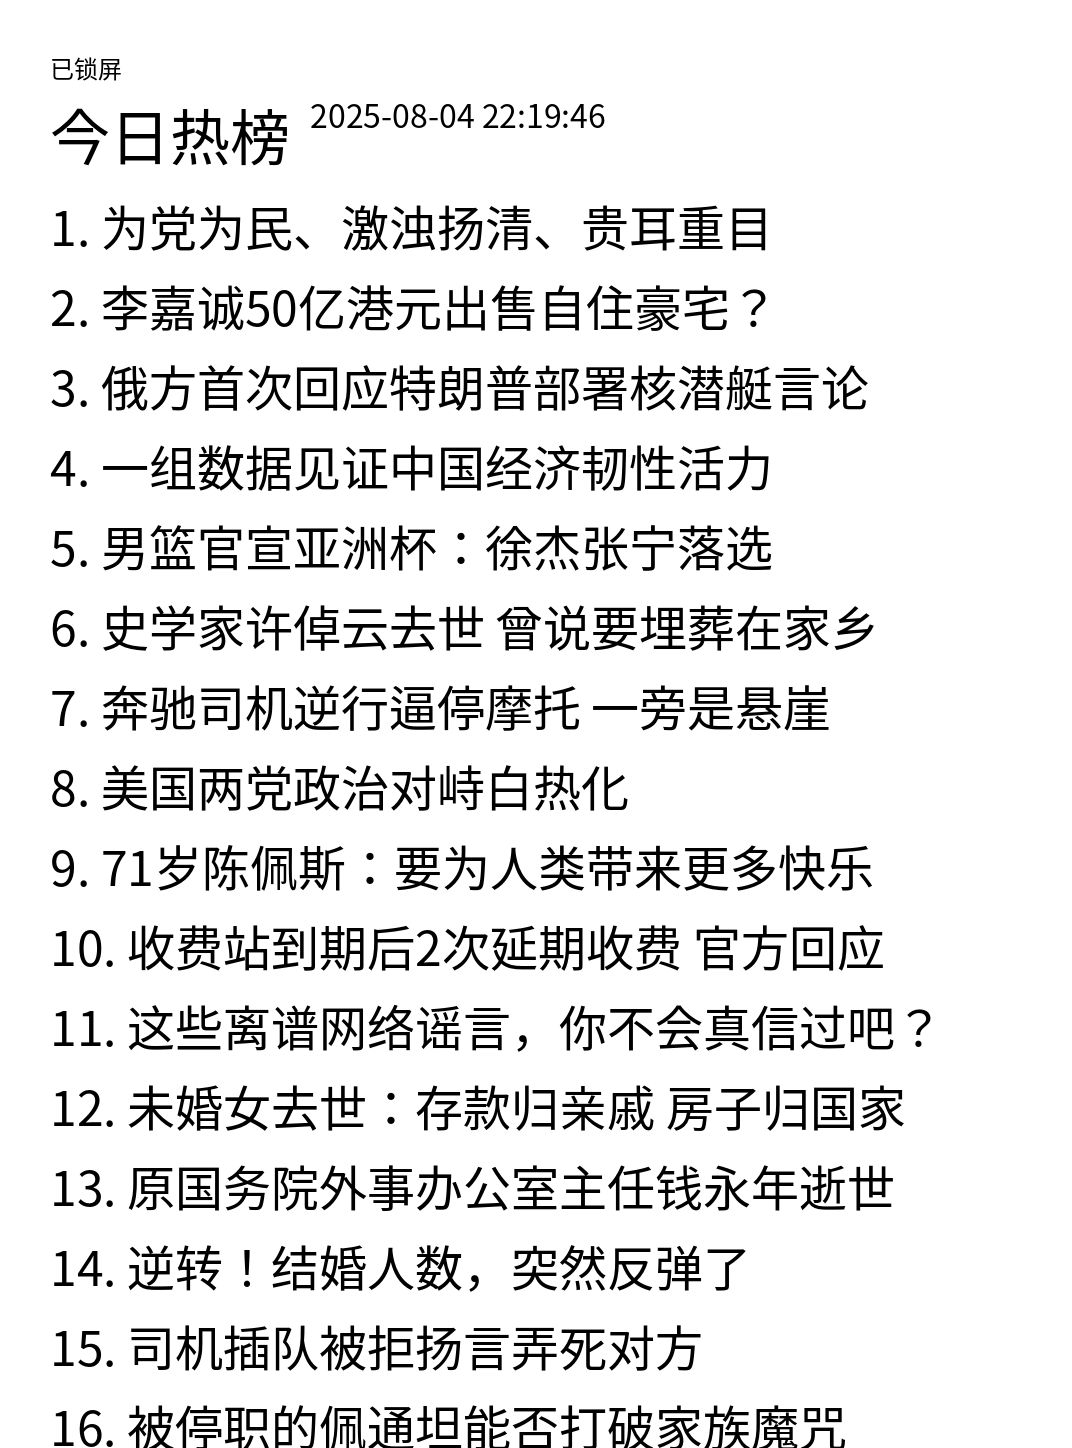 已锁屏
今日热榜 2025-08-04 22:19:46
1. 为党为民、激浊扬清、贵耳重目
2. 李嘉诚50亿港元出售自住豪宅？
3. 俄方首次回应特朗普部署核潜艇言论
4. 一组数据见证中国经济韧性活力
5. 男篮官宣亚洲杯：徐杰张宁落选
6. 史学家许倬云去世 曾说要埋葬在家乡
7. 奔驰司机逆行逼停摩托 一旁是悬崖
8. 美国两党政治对峙白热化
9. 71岁陈佩斯：要为人类带来更多快乐
10. 收费站到期后2次延期收费 官方回应
11. 这些离谱网络谣言，你不会真信过吧？
12. 未婚女去世：存款归亲戚 房子归国家
13. 原国务院外事办公室主任钱永年逝世
14. 逆转！结婚人数，突然反弹了
15. 司机插队被拒扬言弄死对方
16. 被停职的佩通坦能否打破家族魔咒